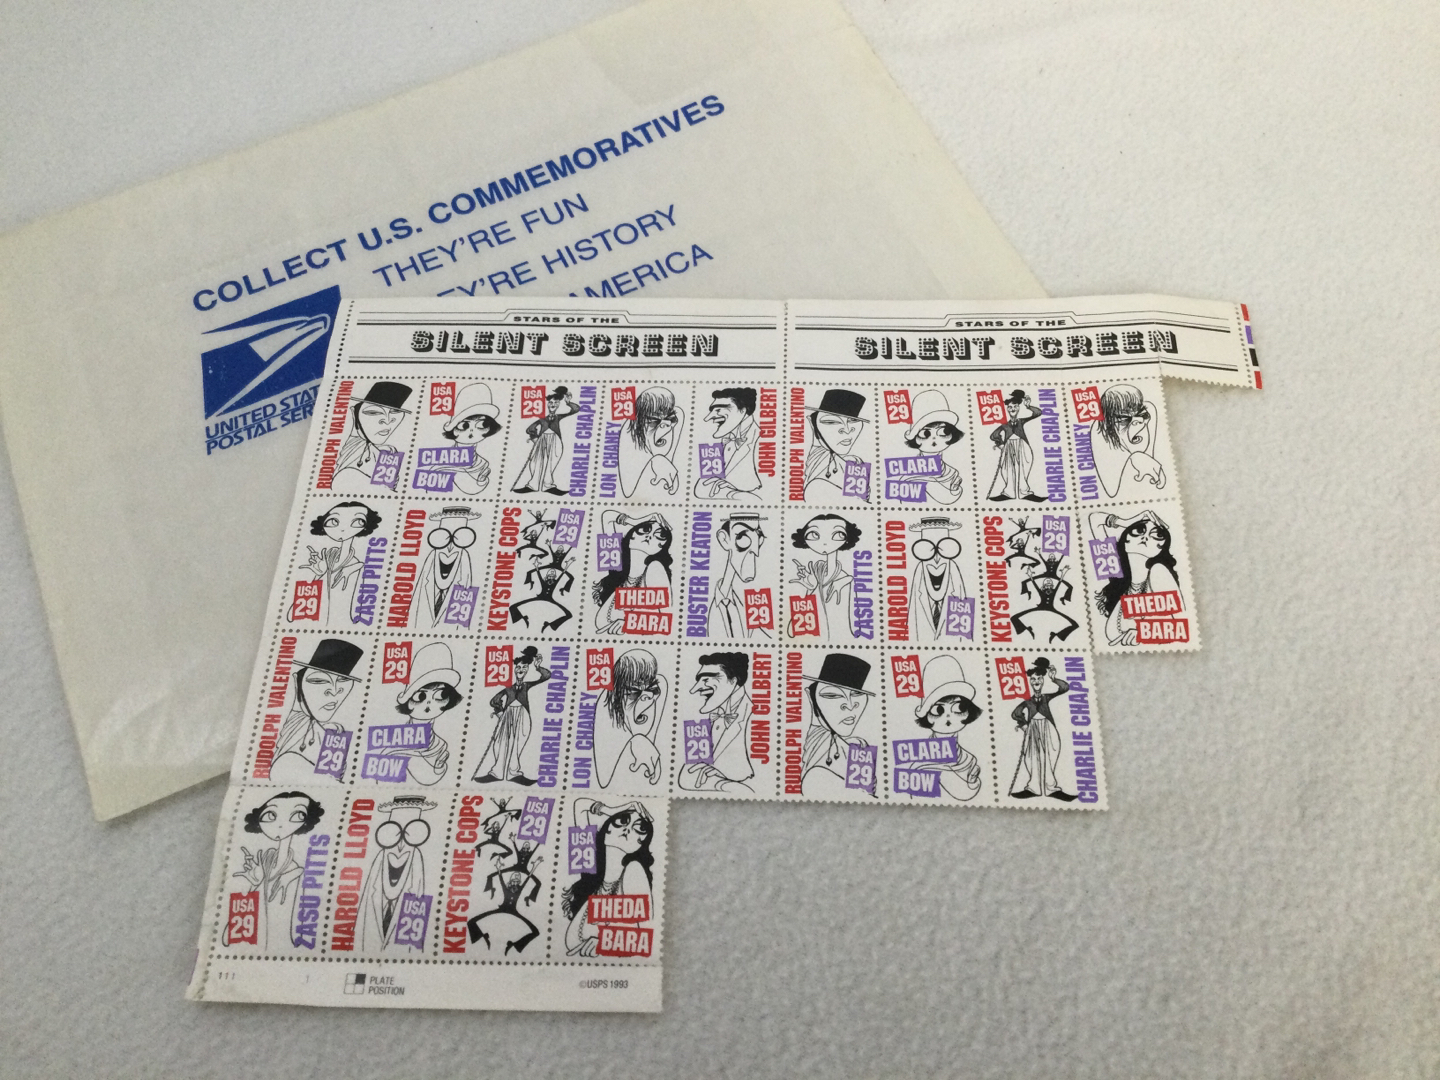 COLLECT U.S. COMMEMORATIVES
THEY'RE FUN
EY'RE HISTORY
AMERICA
UNITED STAT
POSTAL SER
STARS OF THE
SILENT SCREEN
STARS OF THE
SILENT SCREEN
RUDOLPH VALENTINO USA 29
USA 29 CLARA BOW
USA 29 CHARLIE CHAPLIN
USA 29 LON CHANEY
USA 29 JOHN GILBERT
RUDOLPH VALENTINO USA 29
USA 29 CLARA BOW
USA 29 CHARLIE CHAPLIN
USA 29 LON CHANEY
USA 29 ZASU PITTS
HAROLD LLOYD USA 29
KEYSTONE COPS USA 29
USA 29 THEDA BARA
BUSTER KEATON USA 29
USA 29 ZASU PITTS
HAROLD LLOYD USA 29
KEYSTONE COPS USA 29
USA 29 THEDA BARA
RUDOLPH VALENTINO USA 29
USA 29 CLARA BOW
USA 29 CHARLIE CHAPLIN
USA 29 LON CHANEY
USA 29 JOHN GILBERT
RUDOLPH VALENTINO USA 29
USA 29 CLARA BOW
USA 29 CHARLIE CHAPLIN
USA 29 ZASU PITTS
HAROLD LLOYD USA 29
KEYSTONE COPS USA 29
USA 29 THEDA BARA
111 1 PLATE POSITION © USPS 1993